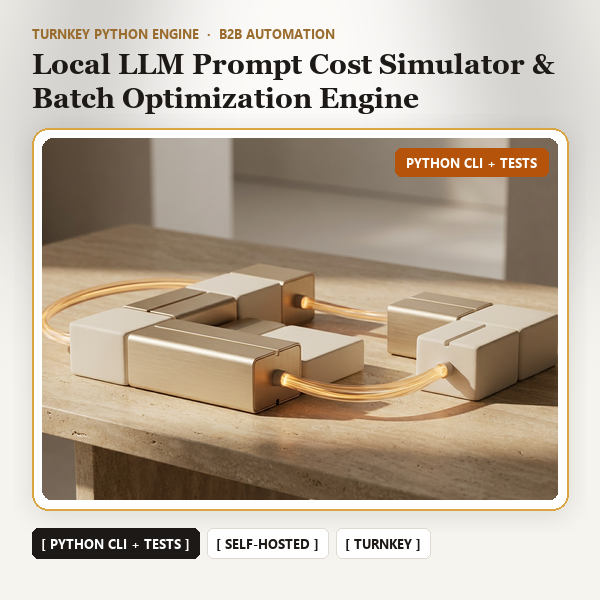 TURNKEY PYTHON ENGINE · B2B AUTOMATION
Local LLM Prompt Cost Simulator &
Batch Optimization Engine
PYTHON CLI + TESTS
[ PYTHON CLI + TESTS ]
[ SELF-HOSTED ]
[ TURNKEY ]